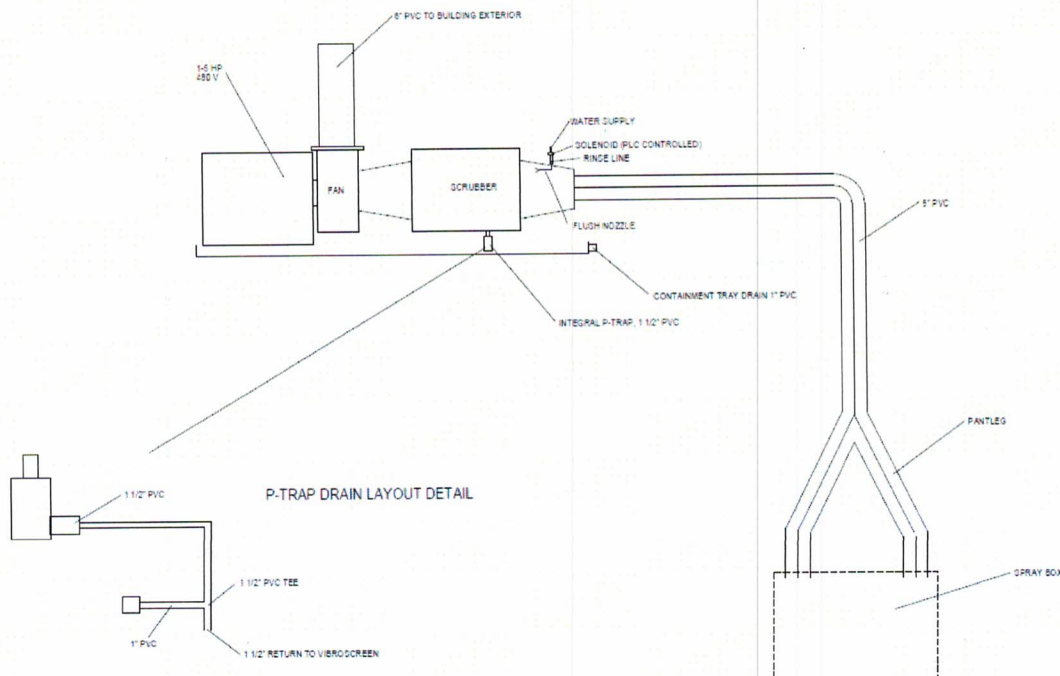 8" PVC TO BUILDING EXTERIOR
1-5 HP
480 V
WATER SUPPLY
SOLENOID (PLC CONTROLLED)
RINSE LINE
FAN
SCRUBBER
FLUSH NOZZLE
8" PVC
CONTAINMENT TRAY DRAIN 1" PVC
INTEGRAL P-TRAP, 1 1/2" PVC
PANTLEG
P-TRAP DRAIN LAYOUT DETAIL
1 1/2" PVC
SPRAY BOX
1 1/2" PVC TEE
1" PVC
1 1/2" RETURN TO VIBROSCREEN